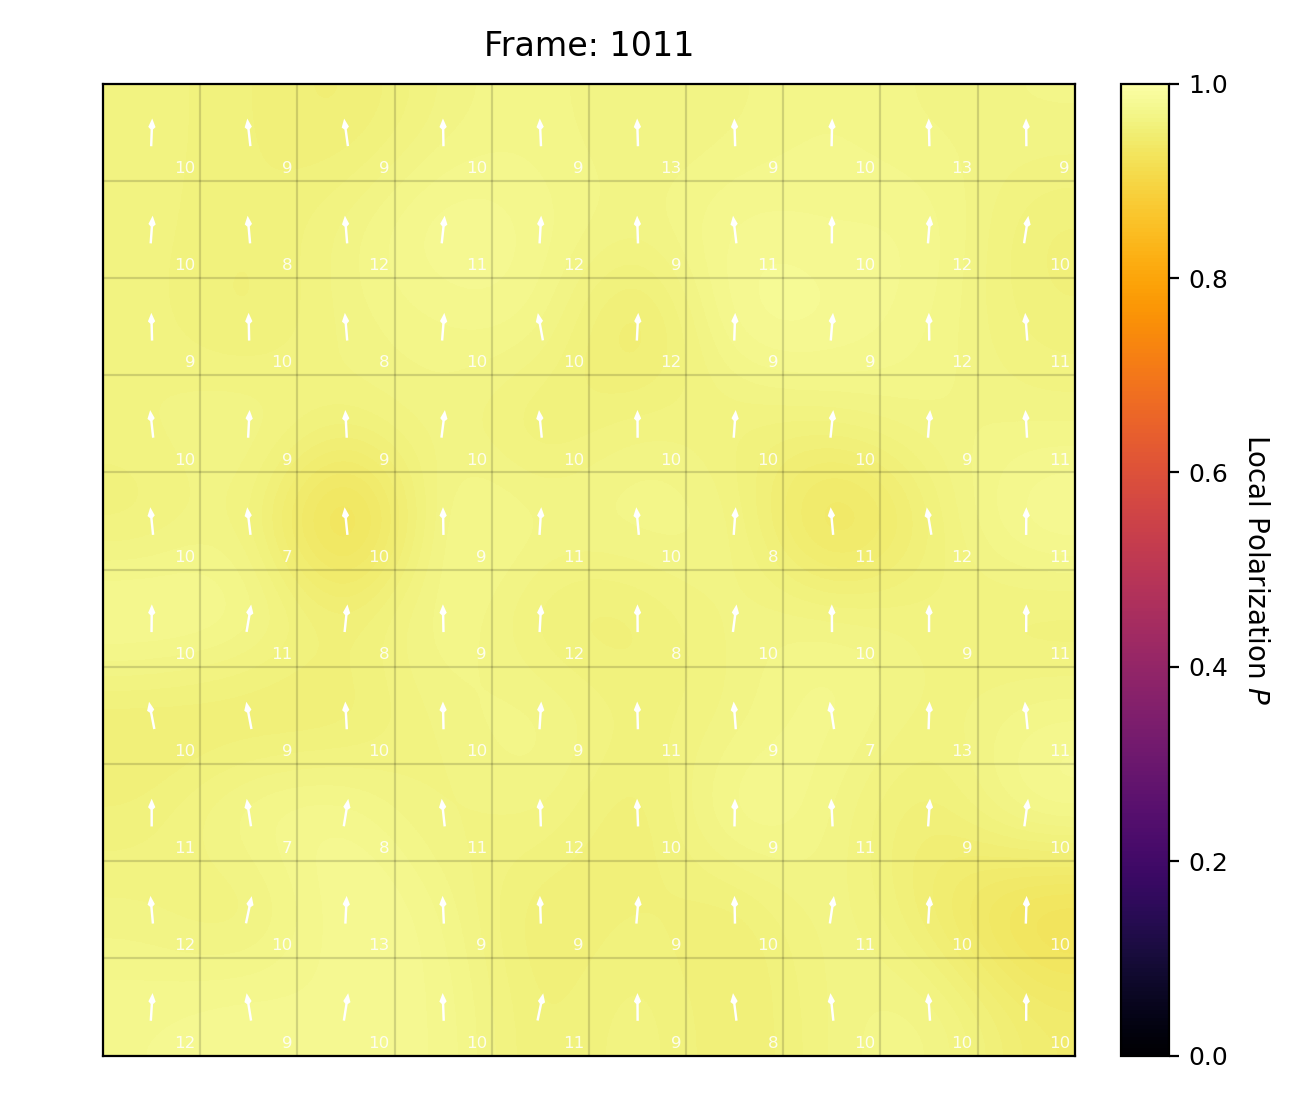 Frame: 1011
10 9 9 10 9 13 9 10 13 9
10 8 12 11 12 9 11 10 12 10
9 10 8 10 10 12 9 9 12 11
10 9 9 10 10 10 10 10 9 11
10 7 10 9 11 10 8 11 12 11
10 11 8 9 12 8 10 10 9 11
10 9 10 10 9 11 9 7 13 11
11 7 8 11 12 10 9 11 9 10
12 10 13 9 9 9 10 11 10 10
12 9 10 10 11 9 8 10 10 10
1.0
0.8
0.6
0.4
0.2
0.0
Local Polarization P